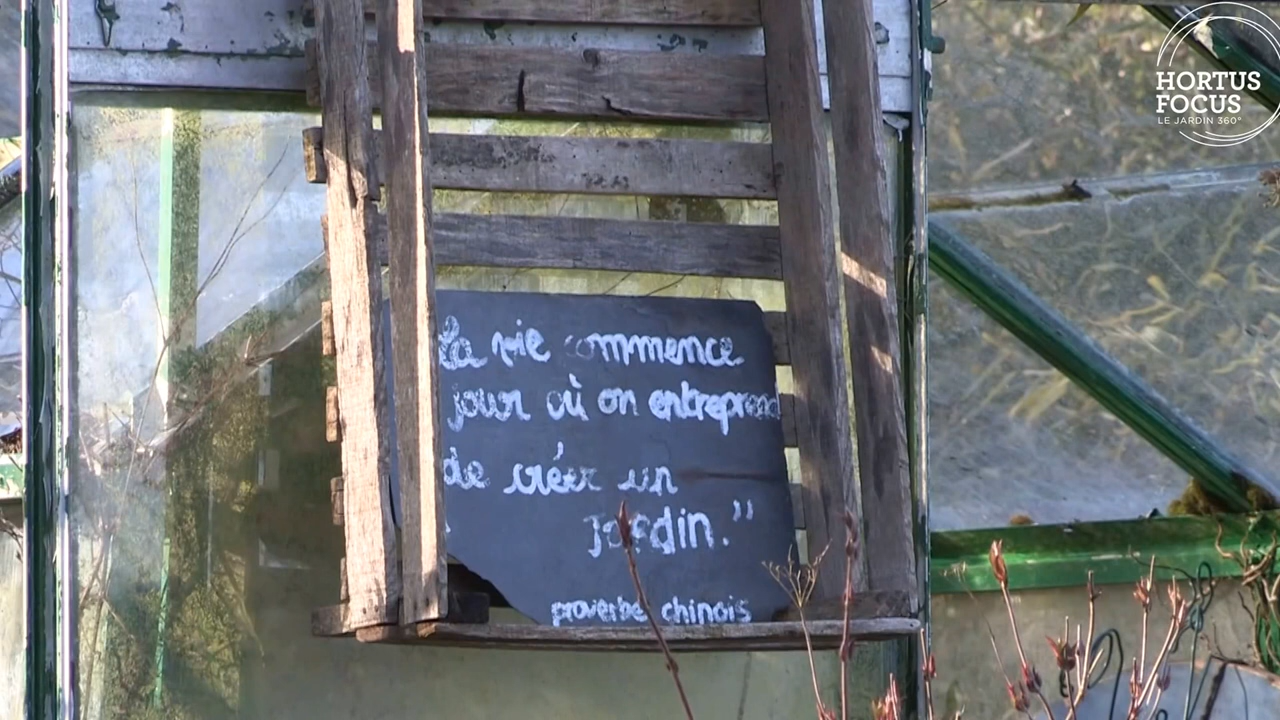 HORTUS
FOCUS
LE JARDIN 360°
La vie commence
jour où on entreprend
de créer un
jardin."
proverbe chinois